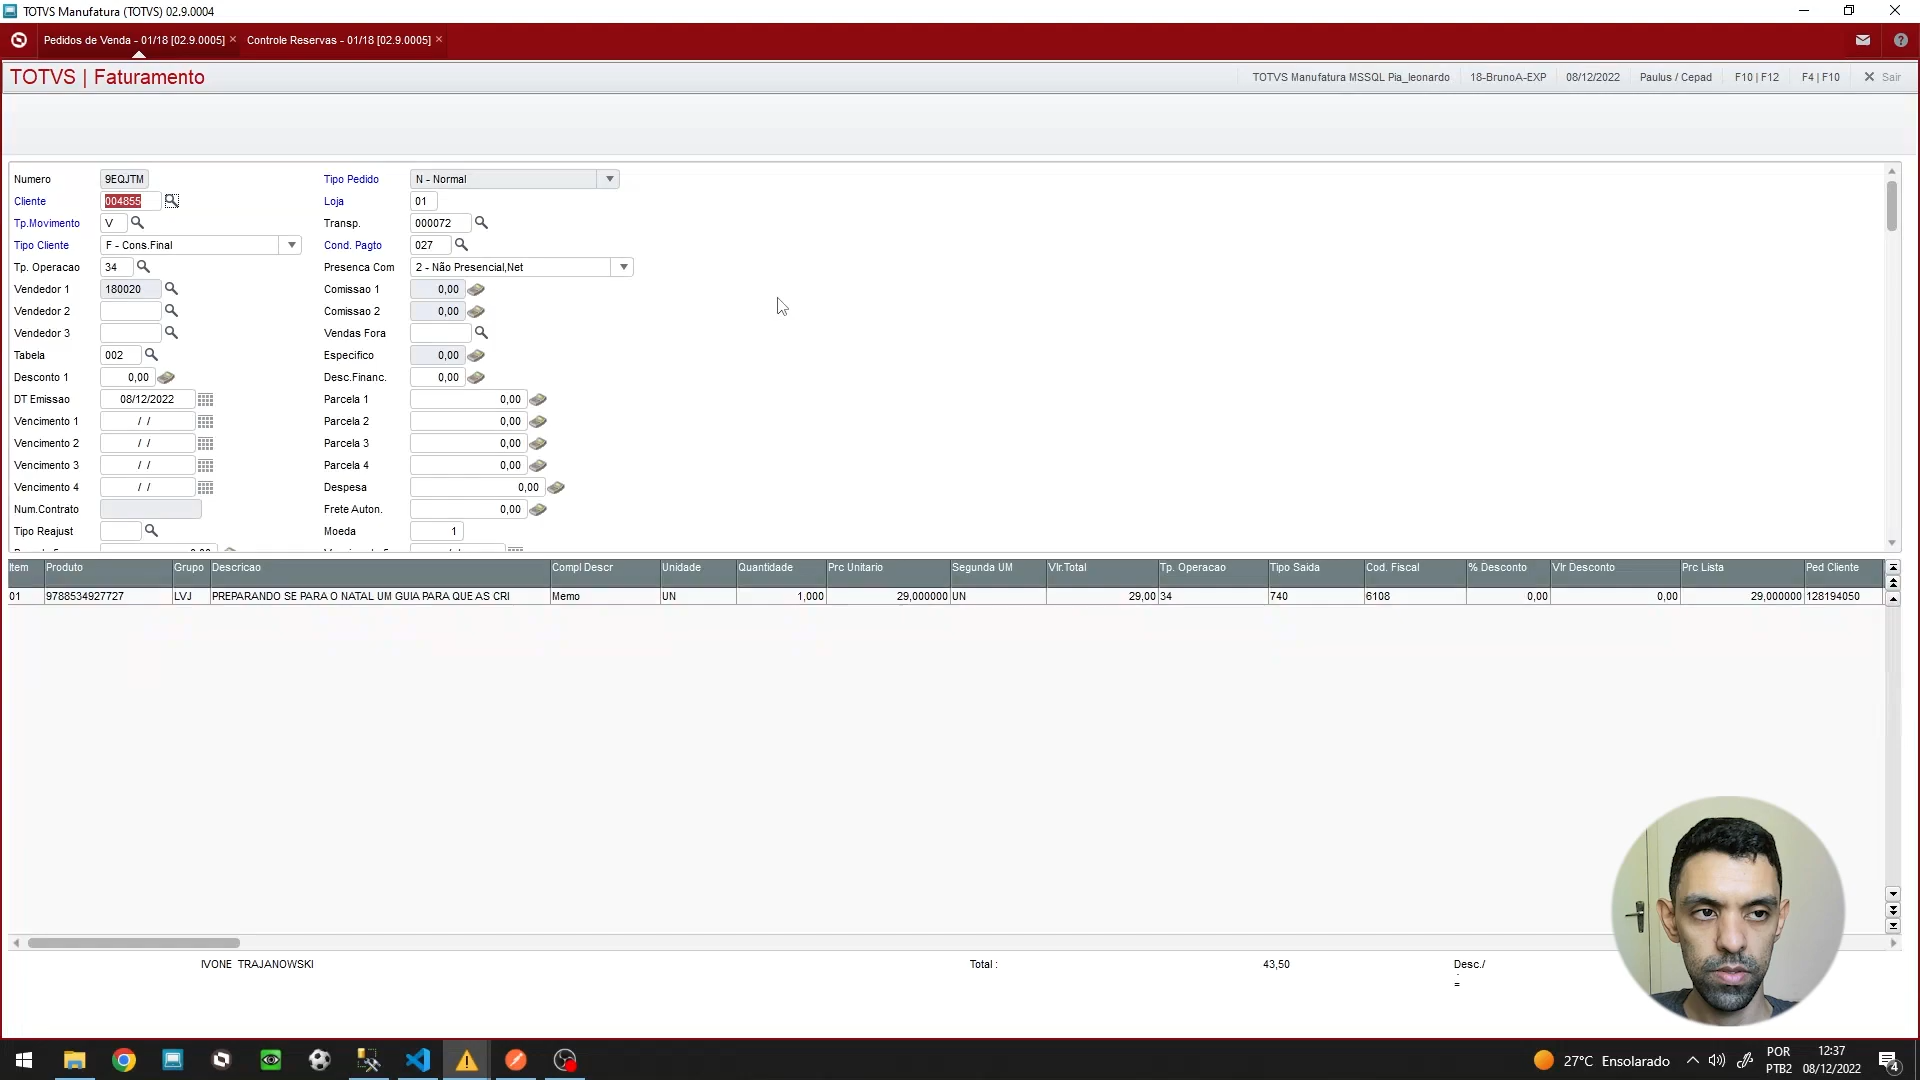 TOTVS Manufatura (TOTVS) 02.9.0004
Pedidos de Venda - 01/18 [02.9.0005] × Controle Reservas - 01/18 [02.9.0005] ×
TOTVS | Faturamento TOTVS Manufatura MSSQL Pia_leonardo 18-BrunoA-EXP 08/12/2022 Paulus / Cepad F10 | F12 F4 | F10 Sair
Numero 9EQJTM Tipo Pedido N - Normal
Cliente 004855 Loja 01
Tp.Movimento V Transp. 000072
Tipo Cliente F - Cons.Final Cond. Pagto 027
Tp. Operacao 34 Presenca Com 2 - Não Presencial,Net
Vendedor 1 180020 Comissao 1 0,00
Vendedor 2 Comissao 2 0,00
Vendedor 3 Vendas Fora
Tabela 002 Especifico 0,00
Desconto 1 0,00 Desc.Financ. 0,00
DT Emissao 08/12/2022 Parcela 1 0,00
Vencimento 1 / / Parcela 2 0,00
Vencimento 2 / / Parcela 3 0,00
Vencimento 3 / / Parcela 4 0,00
Vencimento 4 / / Despesa 0,00
Num.Contrato Frete Auton. 0,00
Tipo Reajust Moeda 1
Item Produto Grupo Descricao Compl Descr Unidade Quantidade Prc Unitario Segunda UM Vlr.Total Tp. Operacao Tipo Saida Cod. Fiscal % Desconto Vlr Desconto Prc Lista Ped Cliente
01 9788534927727 LVJ PREPARANDO SE PARA O NATAL UM GUIA PARA QUE AS CRI Memo UN 1,000 29,000000 UN 29,00 34 740 6108 0,00 0,00 29,000000 128194050
IVONE TRAJANOWSKI Total : 43,50 Desc./
=
27°C Ensolarado POR 12:37
PTB2 08/12/2022 4